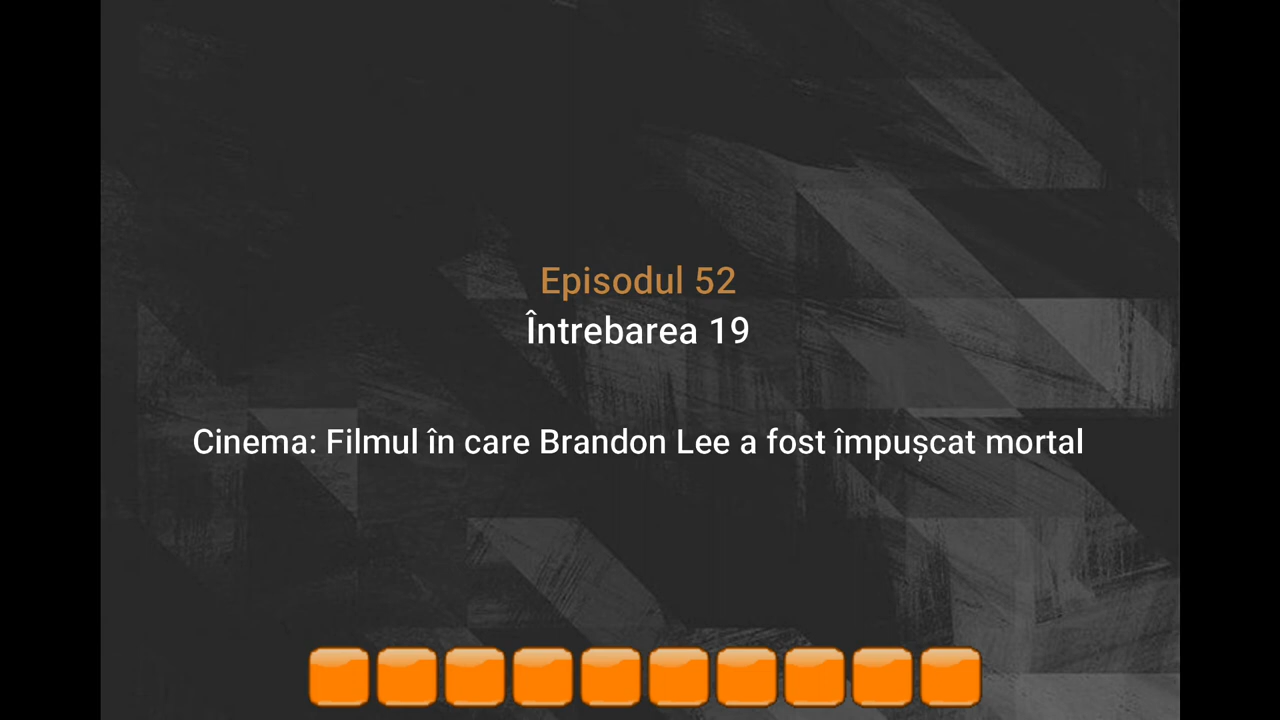 Episodul 52
Întrebarea 19
Cinema: Filmul în care Brandon Lee a fost împușcat mortal